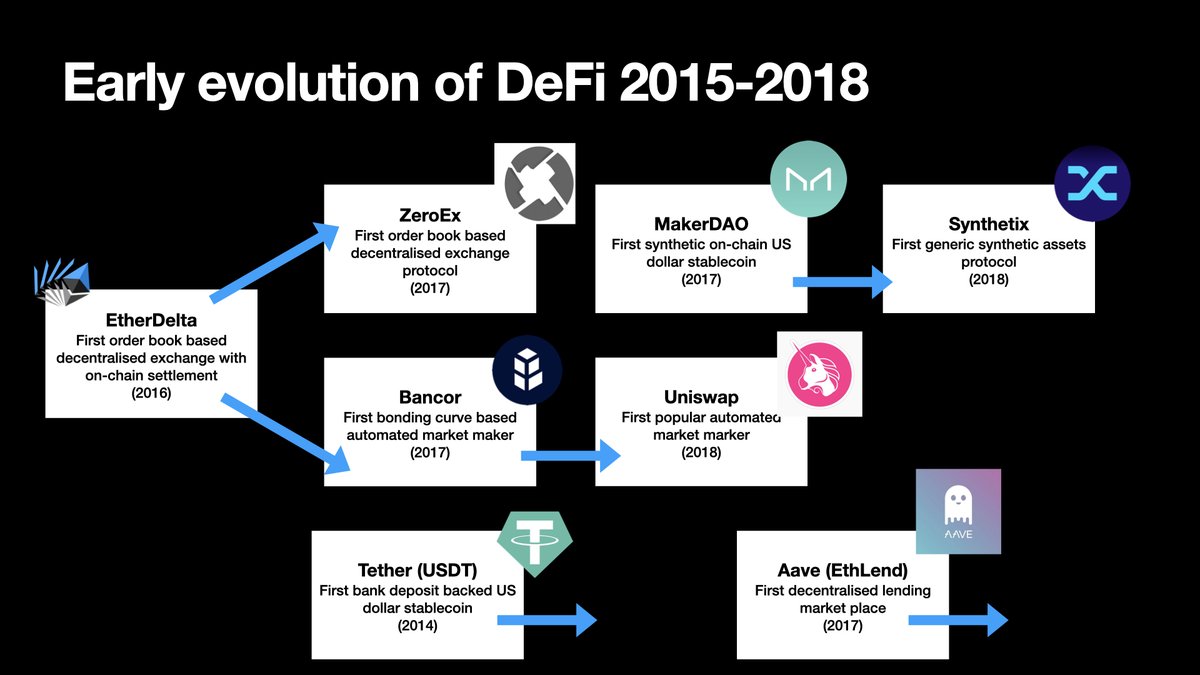 Early evolution of DeFi 2015-2018
EtherDelta
First order book based
decentralised exchange with
on-chain settlement
(2016)
ZeroEx
First order book based
decentralised exchange
protocol
(2017)
MakerDAO
First synthetic on-chain US
dollar stablecoin
(2017)
Synthetix
First generic synthetic assets
protocol
(2018)
Bancor
First bonding curve based
automated market maker
(2017)
Uniswap
First popular automated
market marker
(2018)
Tether (USDT)
First bank deposit backed US
dollar stablecoin
(2014)
AAVE
Aave (EthLend)
First decentralised lending
market place
(2017)